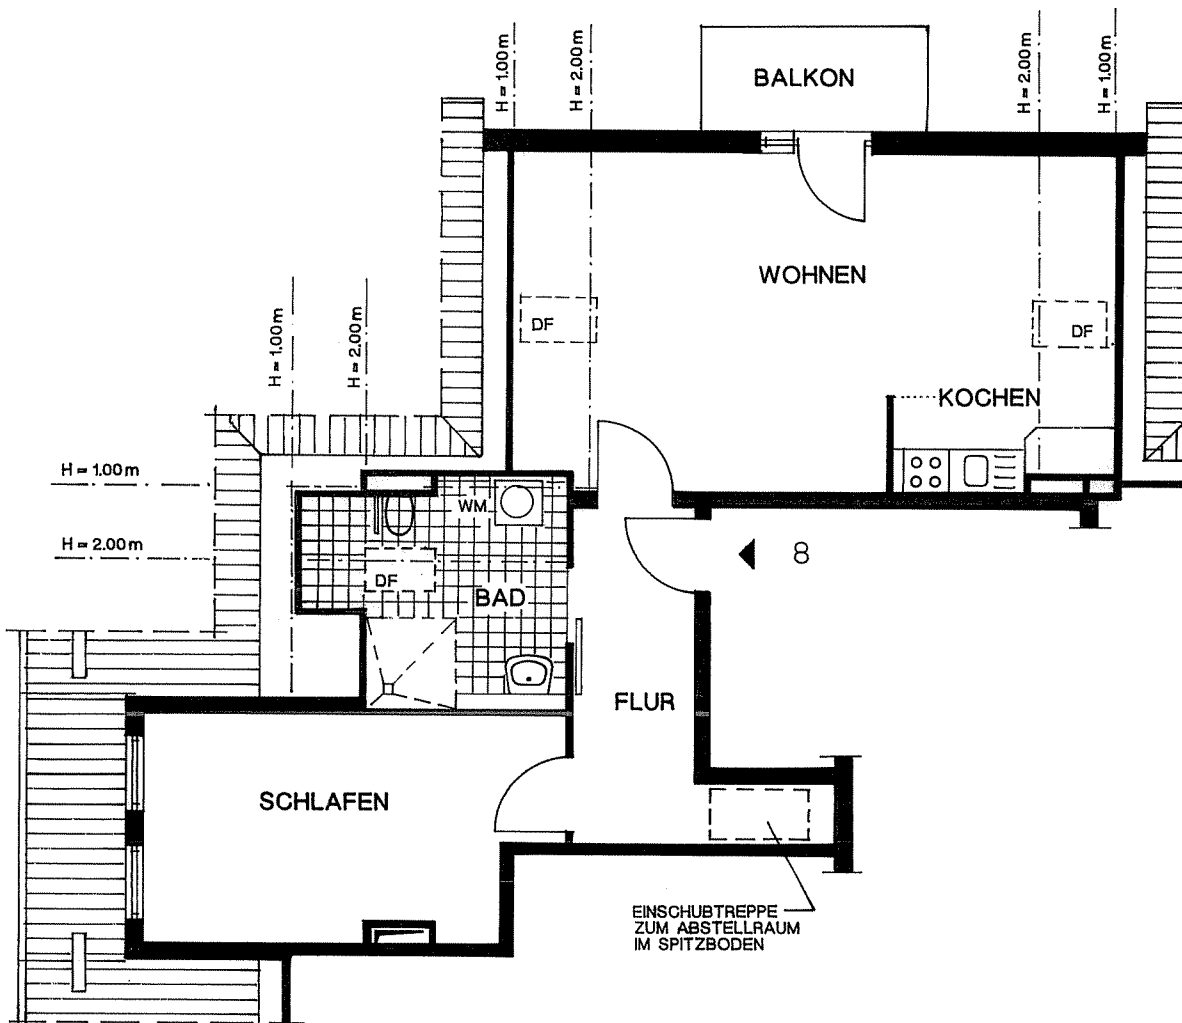 H = 1.00 m
H = 2.00 m
BALKON
H = 2.00 m
H = 1.00 m
WOHNEN
DF
DF
H = 1.00 m
H = 2.00 m
KOCHEN
H = 1.00 m
WM
H = 2.00 m
8
DF
BAD
FLUR
SCHLAFEN
EINSCHUBTREPPE
ZUM ABSTELLRAUM
IM SPITZBODEN